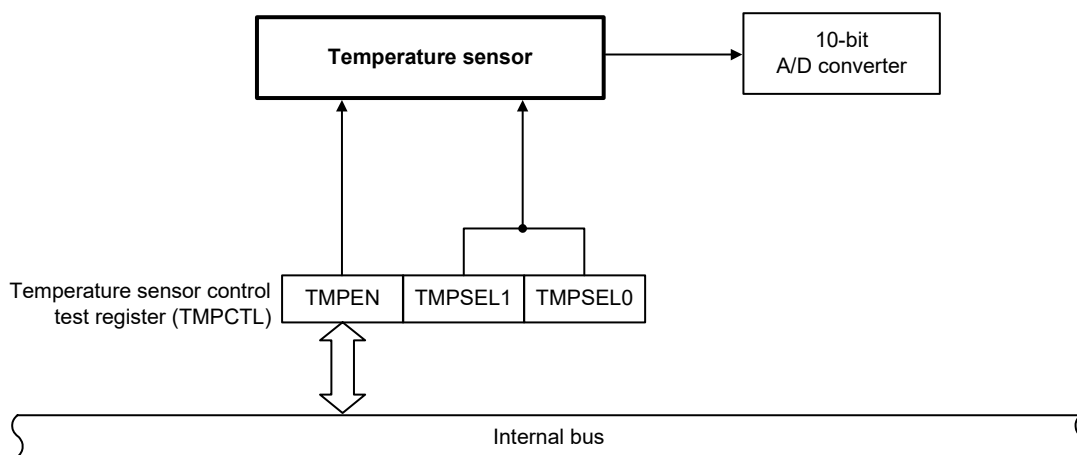 Temperature sensor
10-bit
A/D converter
Temperature sensor control
test register (TMPCTL)
TMPEN
TMPSEL1
TMPSEL0
Internal bus